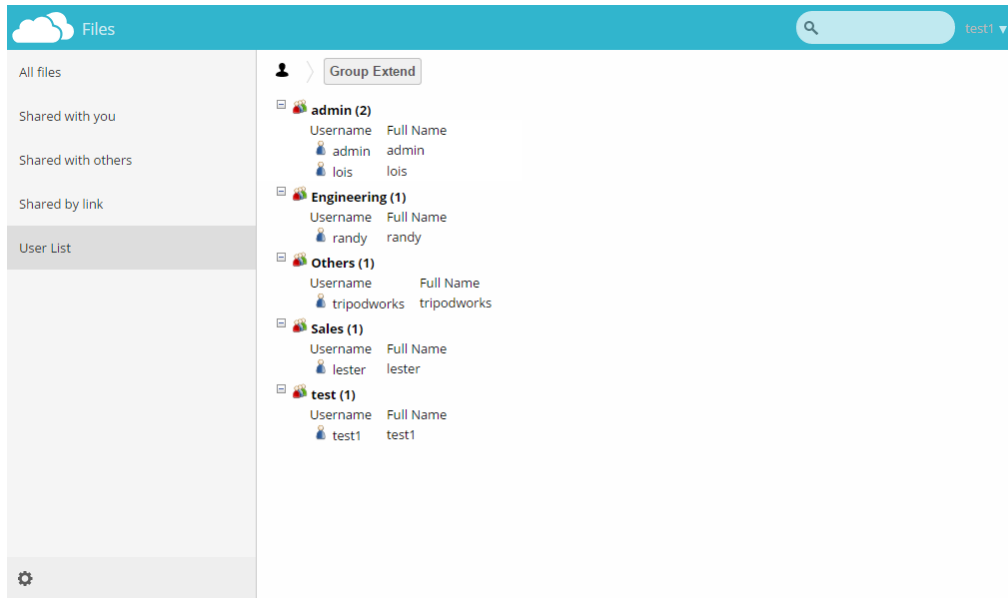 Files
test1 ▼
All files
Shared with you
Shared with others
Shared by link
User List
Group Extend
admin (2)
Username Full Name
admin admin
lois lois
Engineering (1)
Username Full Name
randy randy
Others (1)
Username Full Name
tripodworks tripodworks
Sales (1)
Username Full Name
lester lester
test (1)
Username Full Name
test1 test1